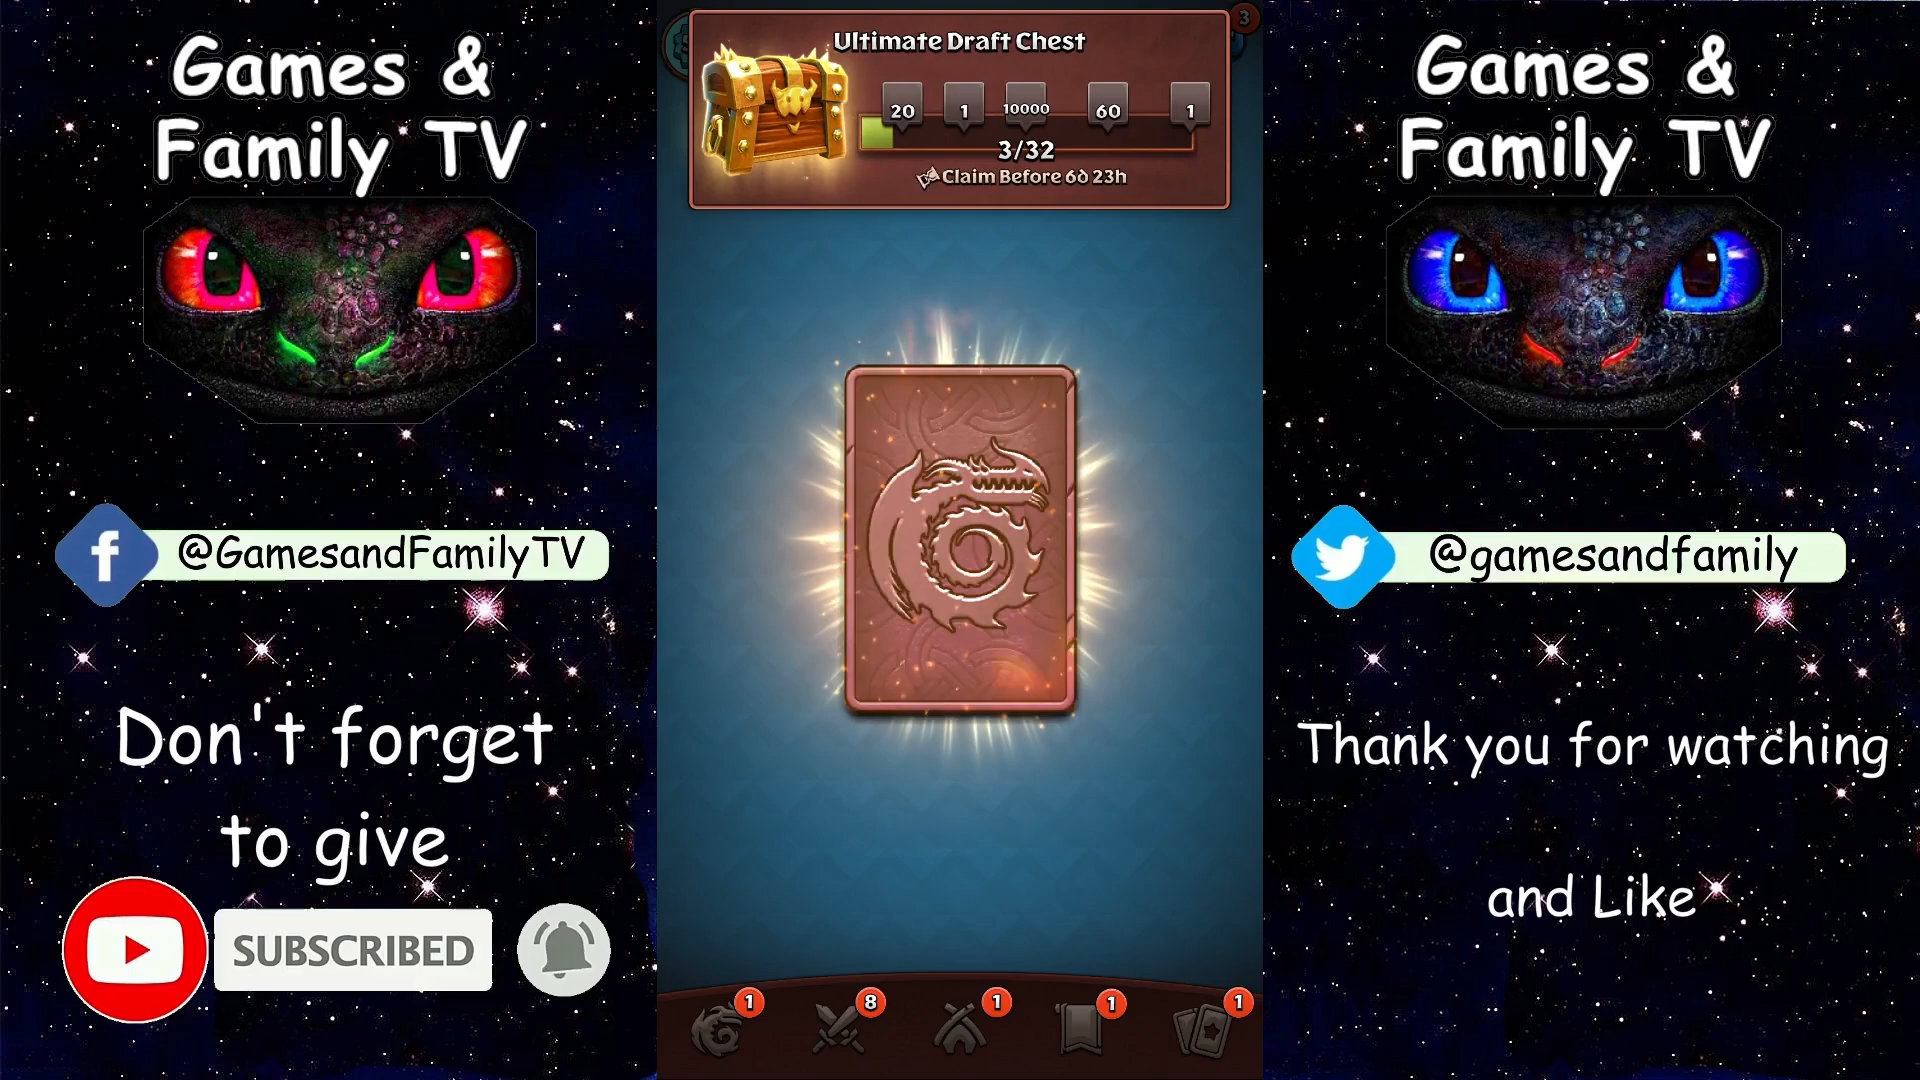 Games &
Family TV
@GamesandFamilyTV
Don't forget
to give
SUBSCRIBED
3
Ultimate Draft Chest
20 1 10000 60 1
3/32
Claim Before 6d 23h
1 8 1 1 1
Games &
Family TV
@gamesandfamily
Thank you for watching
and Like